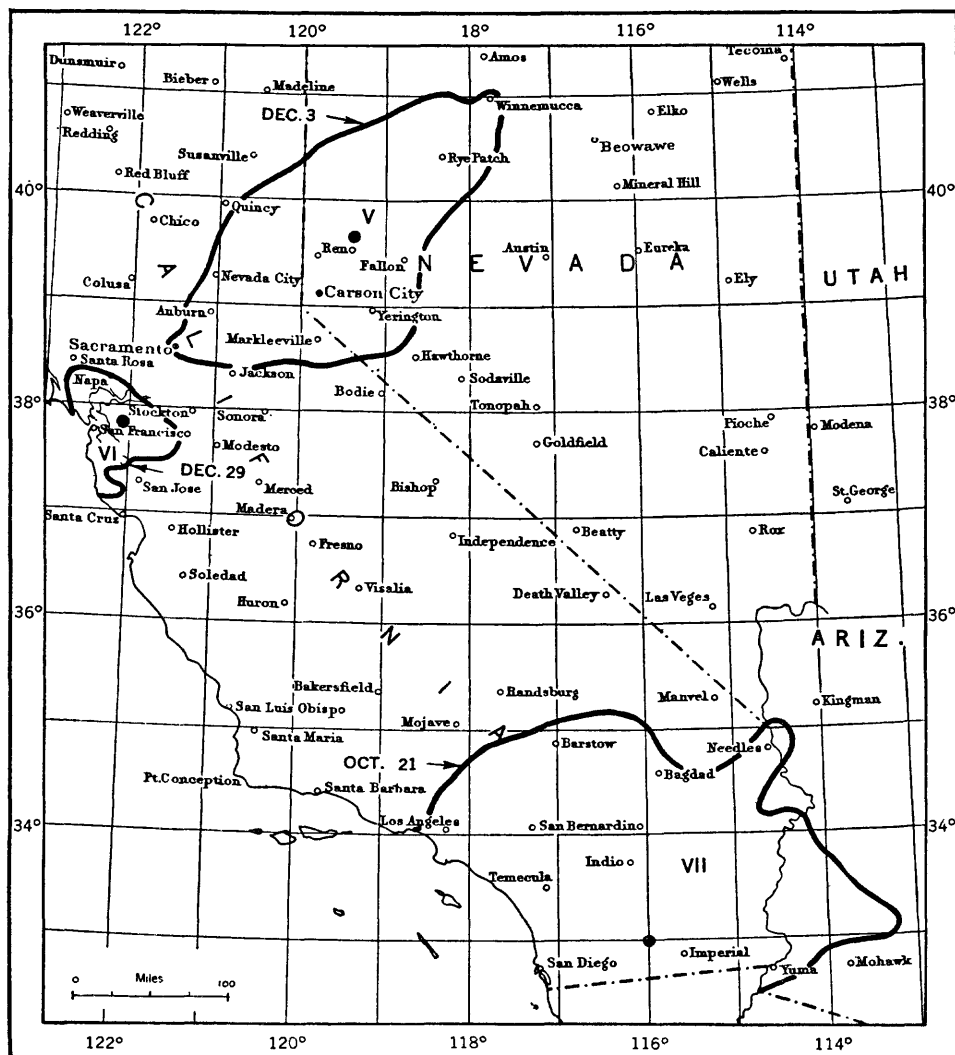 122° 120° 18° 116° 114°
Tecoma
Dunsmuir Amos
Bieber Madeline Wells
DEC. 3 Winnemucca
Weaverville Elko
Redding Beowawe
Susanville Rye Patch
Red Bluff Mineral Hill
40° 40°
C Quincy
Chico V
Reno Austin Eureka
A Fallon N E V A D A
Colusa Nevada City Ely UTAH
Carson City
Auburn Yerington
L Markleeville
Sacramento Hawthorne
Santa Rosa Jackson Sodaville
Napa Bodie
38° I 38°
Stockton Sonora Tonopah
San Francisco Pioche Modena
Modesto Goldfield
VI F Caliente
DEC. 29
San Jose Merced Bishop St. George
Madera O
Santa Cruz
Hollister Independence Beatty Rox
Fresno
Soledad R Visalia
Huron Death Valley Las Veges
36° 36°
N ARIZ.
Bakersfield I Randsburg Manvel Kingman
San Luis Obispo
Mojave A
Santa Maria Barstow Needles
OCT. 21
Pt. Conception Bagdad
Santa Barbara
34° Los Angeles San Bernardino 34°
Indio VII
Temecula
San Diego Imperial
Yuma Mohawk
0 Miles 100
122° 120° 118° 116° 114°